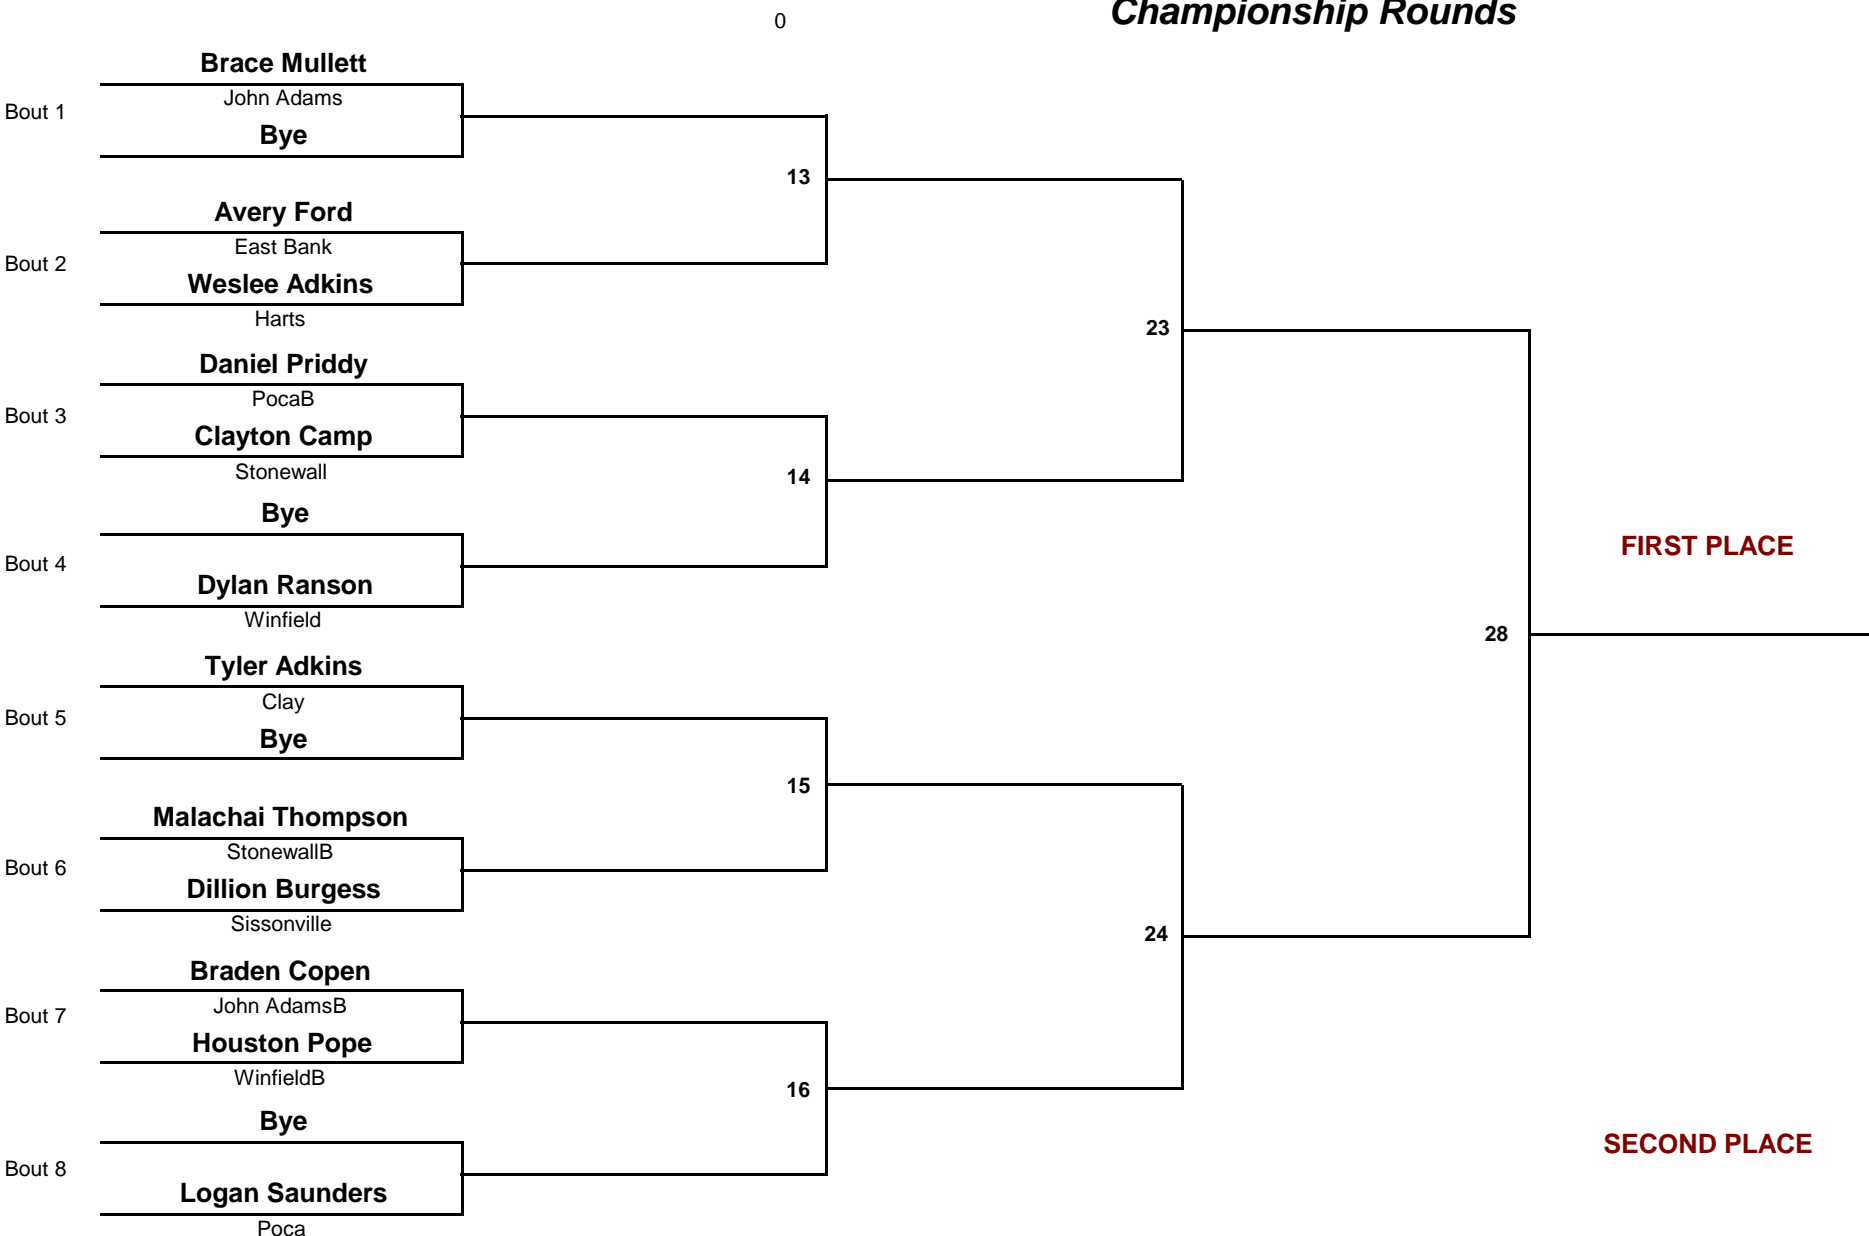 0
Championship Rounds
Brace Mullett
Bout 1
John Adams
Bye
13
Avery Ford
Bout 2
East Bank
Weslee Adkins
Harts
23
Daniel Priddy
Bout 3
PocaB
Clayton Camp
Stonewall
14
Bye
Bout 4
Dylan Ranson
Winfield
FIRST PLACE
28
Tyler Adkins
Bout 5
Clay
Bye
15
Malachai Thompson
Bout 6
StonewallB
Dillion Burgess
Sissonville
24
Braden Copen
Bout 7
John AdamsB
Houston Pope
WinfieldB
16
Bye
Bout 8
Logan Saunders
Poca
SECOND PLACE